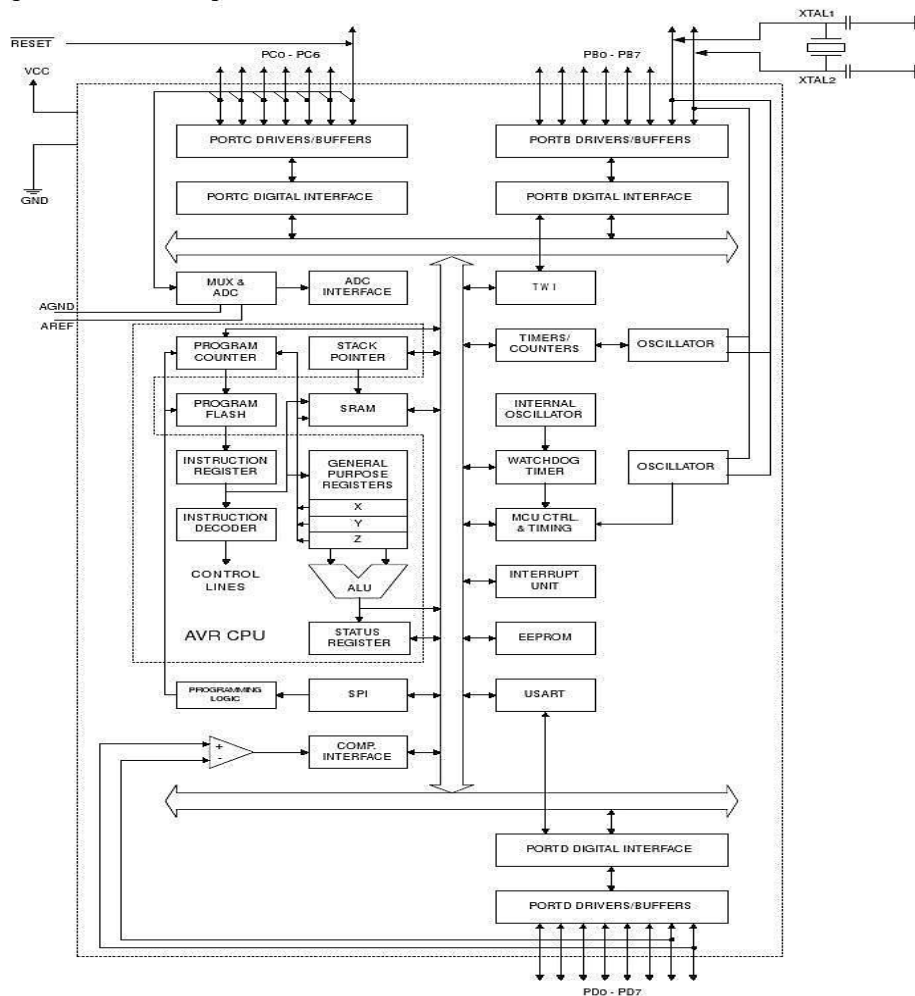 XTAL1
RESET
PC0 - PC6
PB0 - PB7
VCC
XTAL2
PORTC DRIVERS/BUFFERS
PORTB DRIVERS/BUFFERS
PORTC DIGITAL INTERFACE
PORTB DIGITAL INTERFACE
GND
MUX &
ADC
ADC
INTERFACE
TWI
AGND
AREF
PROGRAM
COUNTER
STACK
POINTER
TIMERS/
COUNTERS
OSCILLATOR
PROGRAM
FLASH
SRAM
INTERNAL
OSCILLATOR
INSTRUCTION
REGISTER
GENERAL
PURPOSE
REGISTERS
WATCHDOG
TIMER
OSCILLATOR
X
INSTRUCTION
DECODER
Y
MCU CTRL.
& TIMING
Z
CONTROL
LINES
ALU
INTERRUPT
UNIT
AVR CPU
STATUS
REGISTER
EEPROM
PROGRAMMING
LOGIC
SPI
USART
+
-
COMP.
INTERFACE
PORTD DIGITAL INTERFACE
PORTD DRIVERS/BUFFERS
PD0 - PD7